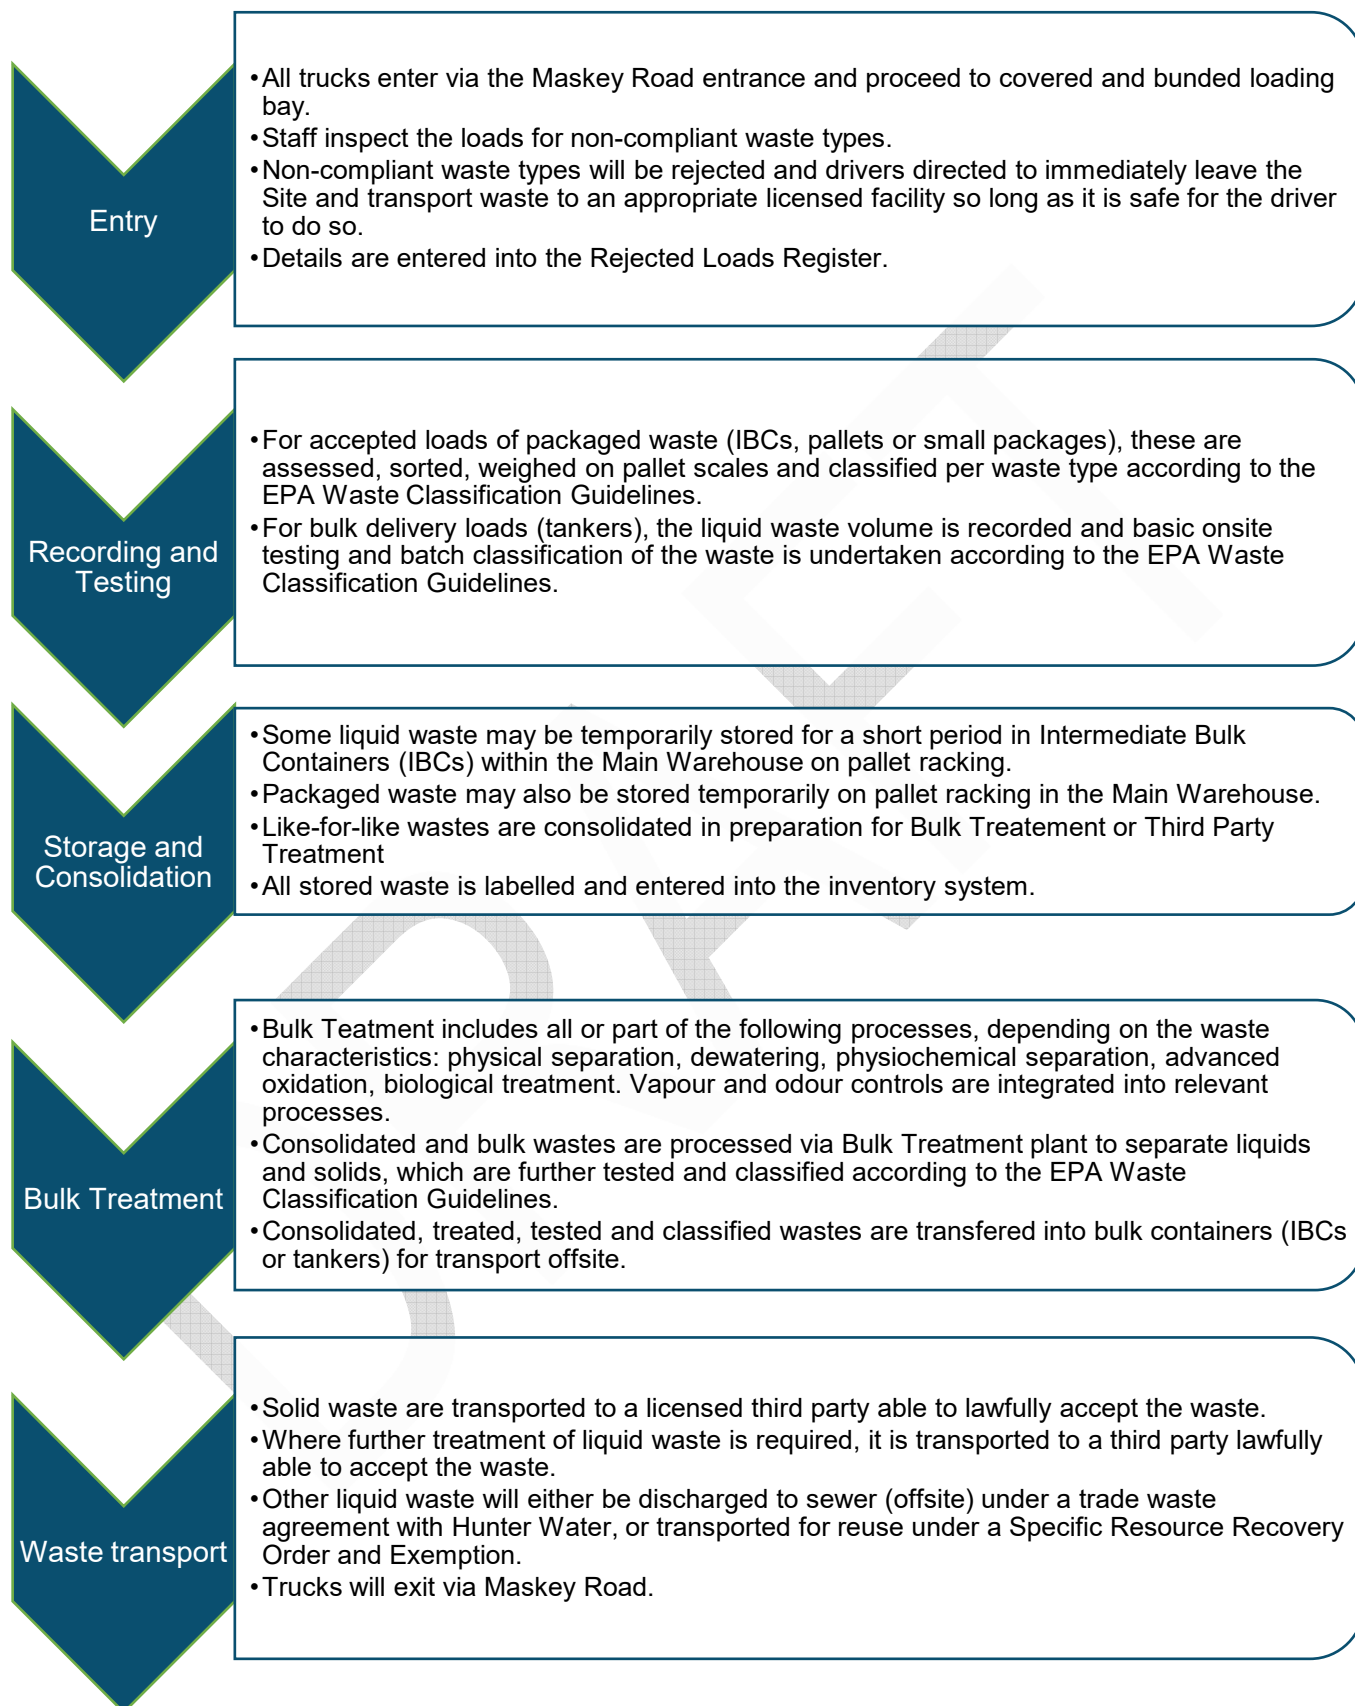 Entry
•All trucks enter via the Maskey Road entrance and proceed to covered and bunded loading
bay.
•Staff inspect the loads for non-compliant waste types.
•Non-compliant waste types will be rejected and drivers directed to immediately leave the
Site and transport waste to an appropriate licensed facility so long as it is safe for the driver
to do so.
•Details are entered into the Rejected Loads Register.
Recording and
Testing
•For accepted loads of packaged waste (IBCs, pallets or small packages), these are
assessed, sorted, weighed on pallet scales and classified per waste type according to the
EPA Waste Classification Guidelines.
•For bulk delivery loads (tankers), the liquid waste volume is recorded and basic onsite
testing and batch classification of the waste is undertaken according to the EPA Waste
Classification Guidelines.
Storage and
Consolidation
•Some liquid waste may be temporarily stored for a short period in Intermediate Bulk
Containers (IBCs) within the Main Warehouse on pallet racking.
•Packaged waste may also be stored temporarily on pallet racking in the Main Warehouse.
•Like-for-like wastes are consolidated in preparation for Bulk Treatement or Third Party
Treatment
•All stored waste is labelled and entered into the inventory system.
Bulk Treatment
•Bulk Teatment includes all or part of the following processes, depending on the waste
characteristics: physical separation, dewatering, physiochemical separation, advanced
oxidation, biological treatment. Vapour and odour controls are integrated into relevant
processes.
•Consolidated and bulk wastes are processed via Bulk Treatment plant to separate liquids
and solids, which are further tested and classified according to the EPA Waste
Classification Guidelines.
•Consolidated, treated, tested and classified wastes are transfered into bulk containers (IBCs
or tankers) for transport offsite.
Waste transport
•Solid waste are transported to a licensed third party able to lawfully accept the waste.
•Where further treatment of liquid waste is required, it is transported to a third party lawfully
able to accept the waste.
•Other liquid waste will either be discharged to sewer (offsite) under a trade waste
agreement with Hunter Water, or transported for reuse under a Specific Resource Recovery
Order and Exemption.
•Trucks will exit via Maskey Road.
DRAFT